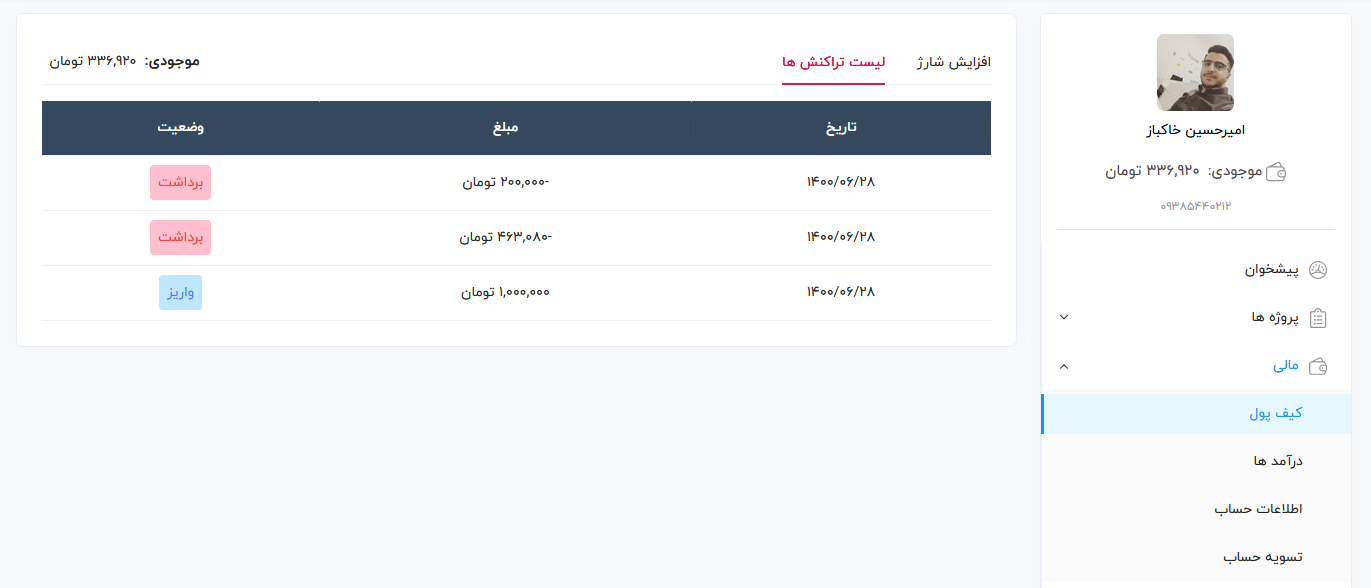 امیرحسین خاکباز
موجودی: ۳۳۶,۹۲۰ تومان
۰۹۳۸۵۴۴۰۲۱۲
پیشخوان
پروژه ها
مالی
کیف پول
درآمد ها
اطلاعات حساب
تسویه حساب
افزایش شارژ لیست تراکنش ها موجودی: ۳۳۶,۹۲۰ تومان
تاریخ مبلغ وضعیت
۱۴۰۰/۰۶/۲۸ -۲۰۰,۰۰۰ تومان برداشت
۱۴۰۰/۰۶/۲۸ -۴۶۳,۰۸۰ تومان برداشت
۱۴۰۰/۰۶/۲۸ ۱,۰۰۰,۰۰۰ تومان واریز